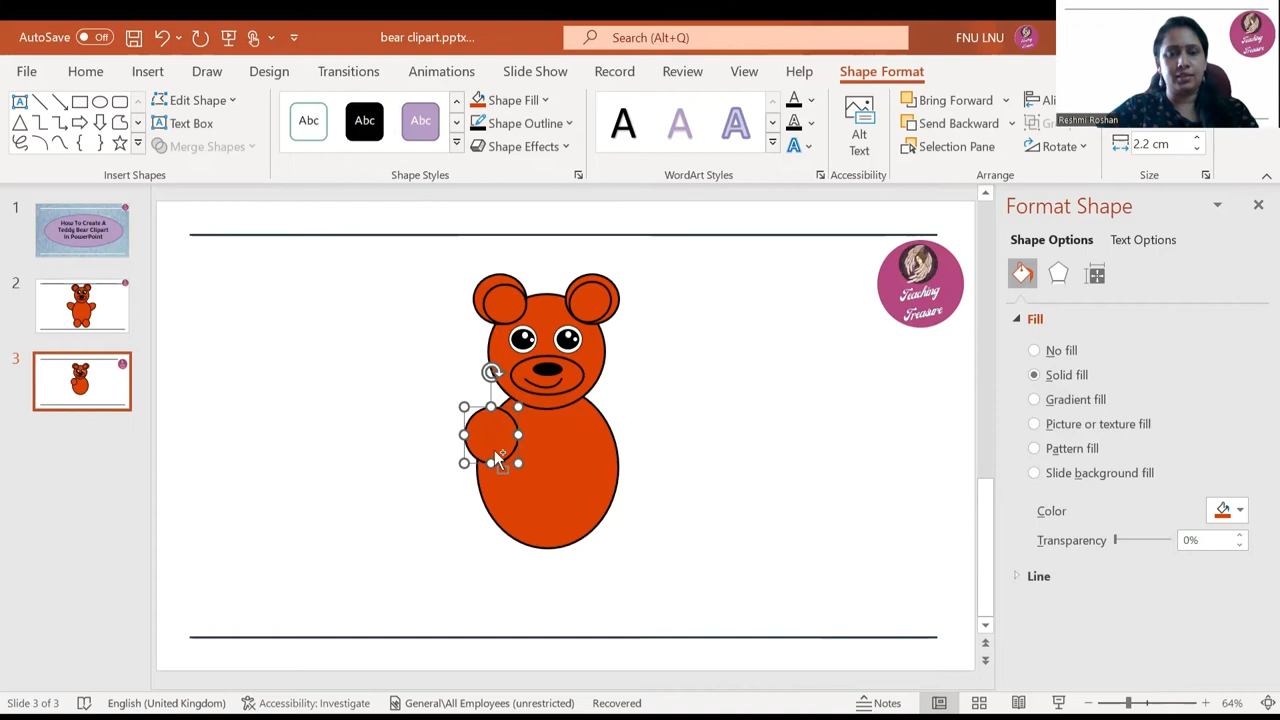 AutoSave Off
bear clipart.pptx...
Search (Alt+Q)
FNU LNU
Teaching
Treasure
Reshmi Roshan
File Home Insert Draw Design Transitions Animations Slide Show Record Review View Help Shape Format
Edit Shape
Text Box
Merge Shapes
Insert Shapes
Abc Abc Abc
Shape Fill
Shape Outline
Shape Effects
Shape Styles
A A A
WordArt Styles
Alt
Text
Accessibility
Bring Forward
Send Backward
Selection Pane
Ali
Rotate
Arrange
2.2 cm
Size
1
How To Create A
Teddy Bear Clipart
in PowerPoint
2
3
Teaching
Treasure
Format Shape
Shape Options Text Options
Fill
No fill
Solid fill
Gradient fill
Picture or texture fill
Pattern fill
Slide background fill
Color
Transparency 0%
Line
Slide 3 of 3 English (United Kingdom) Accessibility: Investigate General\All Employees (unrestricted) Recovered Notes 64%